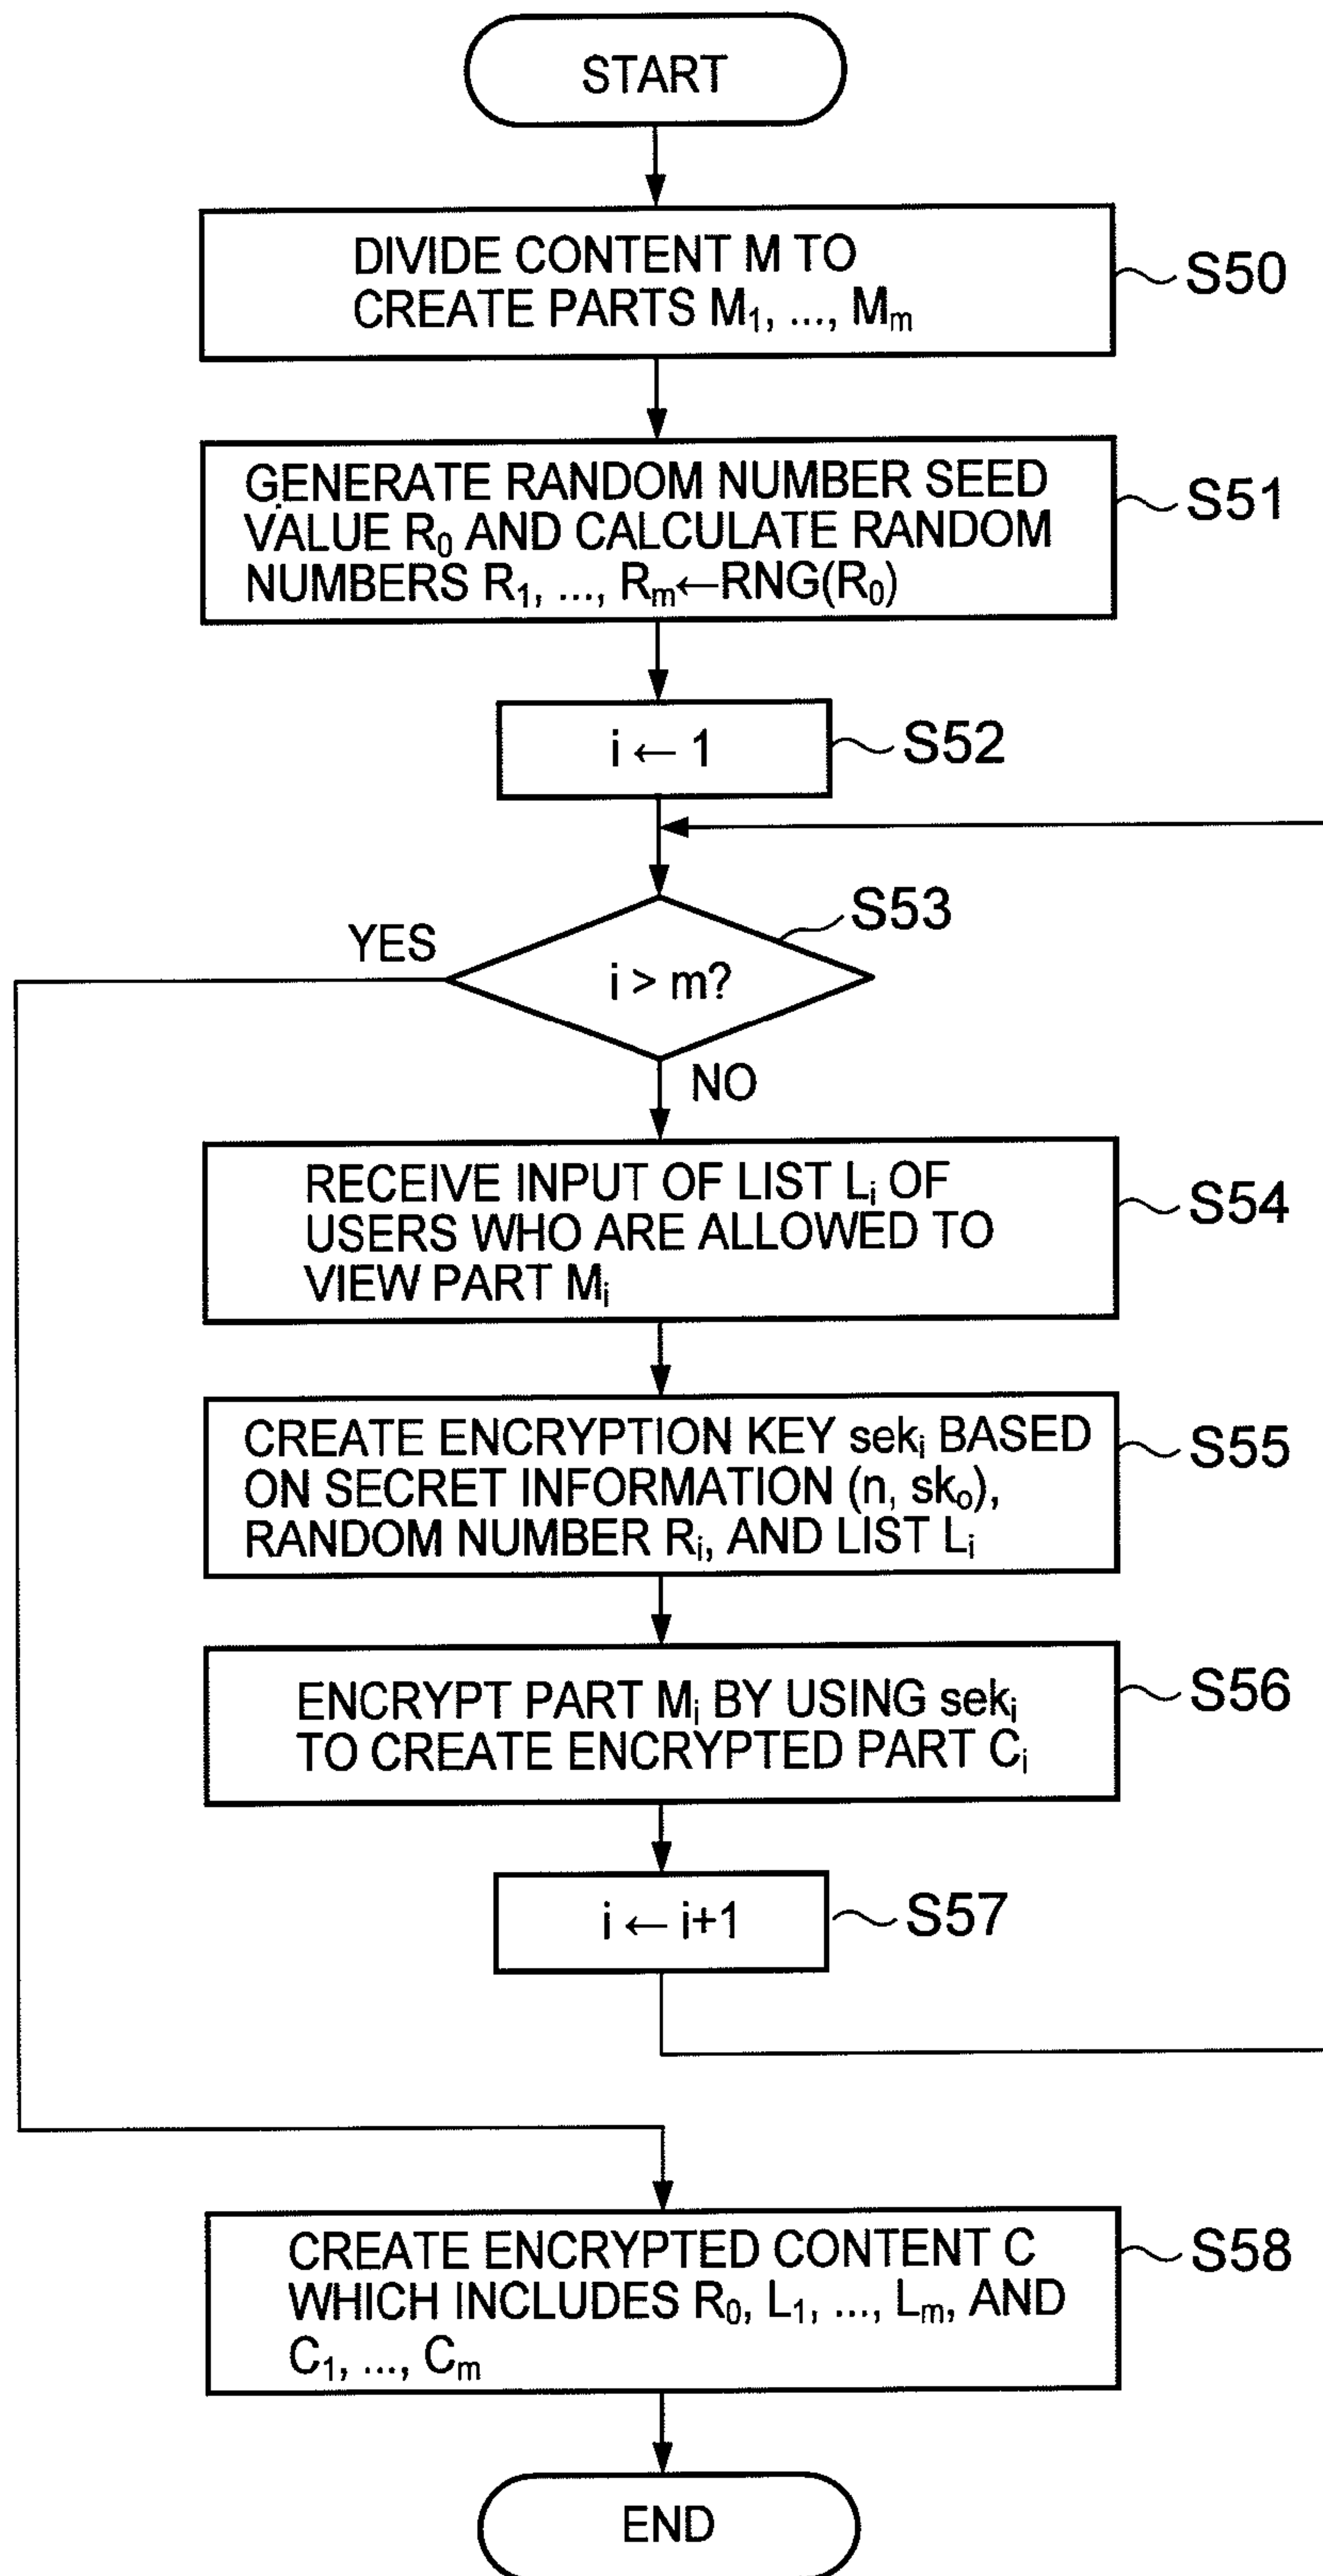 START
DIVIDE CONTENT M TO
CREATE PARTS M₁, ..., Mₘ
S50
GENERATE RANDOM NUMBER SEED
VALUE R₀ AND CALCULATE RANDOM
NUMBERS R₁, ..., Rₘ←RNG(R₀)
S51
i ← 1
S52
S53
YES
i > m?
NO
RECEIVE INPUT OF LIST Lᵢ OF
USERS WHO ARE ALLOWED TO
VIEW PART Mᵢ
S54
CREATE ENCRYPTION KEY sekᵢ BASED
ON SECRET INFORMATION (n, skₒ),
RANDOM NUMBER Rᵢ, AND LIST Lᵢ
S55
ENCRYPT PART Mᵢ BY USING sekᵢ
TO CREATE ENCRYPTED PART Cᵢ
S56
i ← i+1
S57
CREATE ENCRYPTED CONTENT C
WHICH INCLUDES R₀, L₁, ..., Lₘ, AND
C₁, ..., Cₘ
S58
END